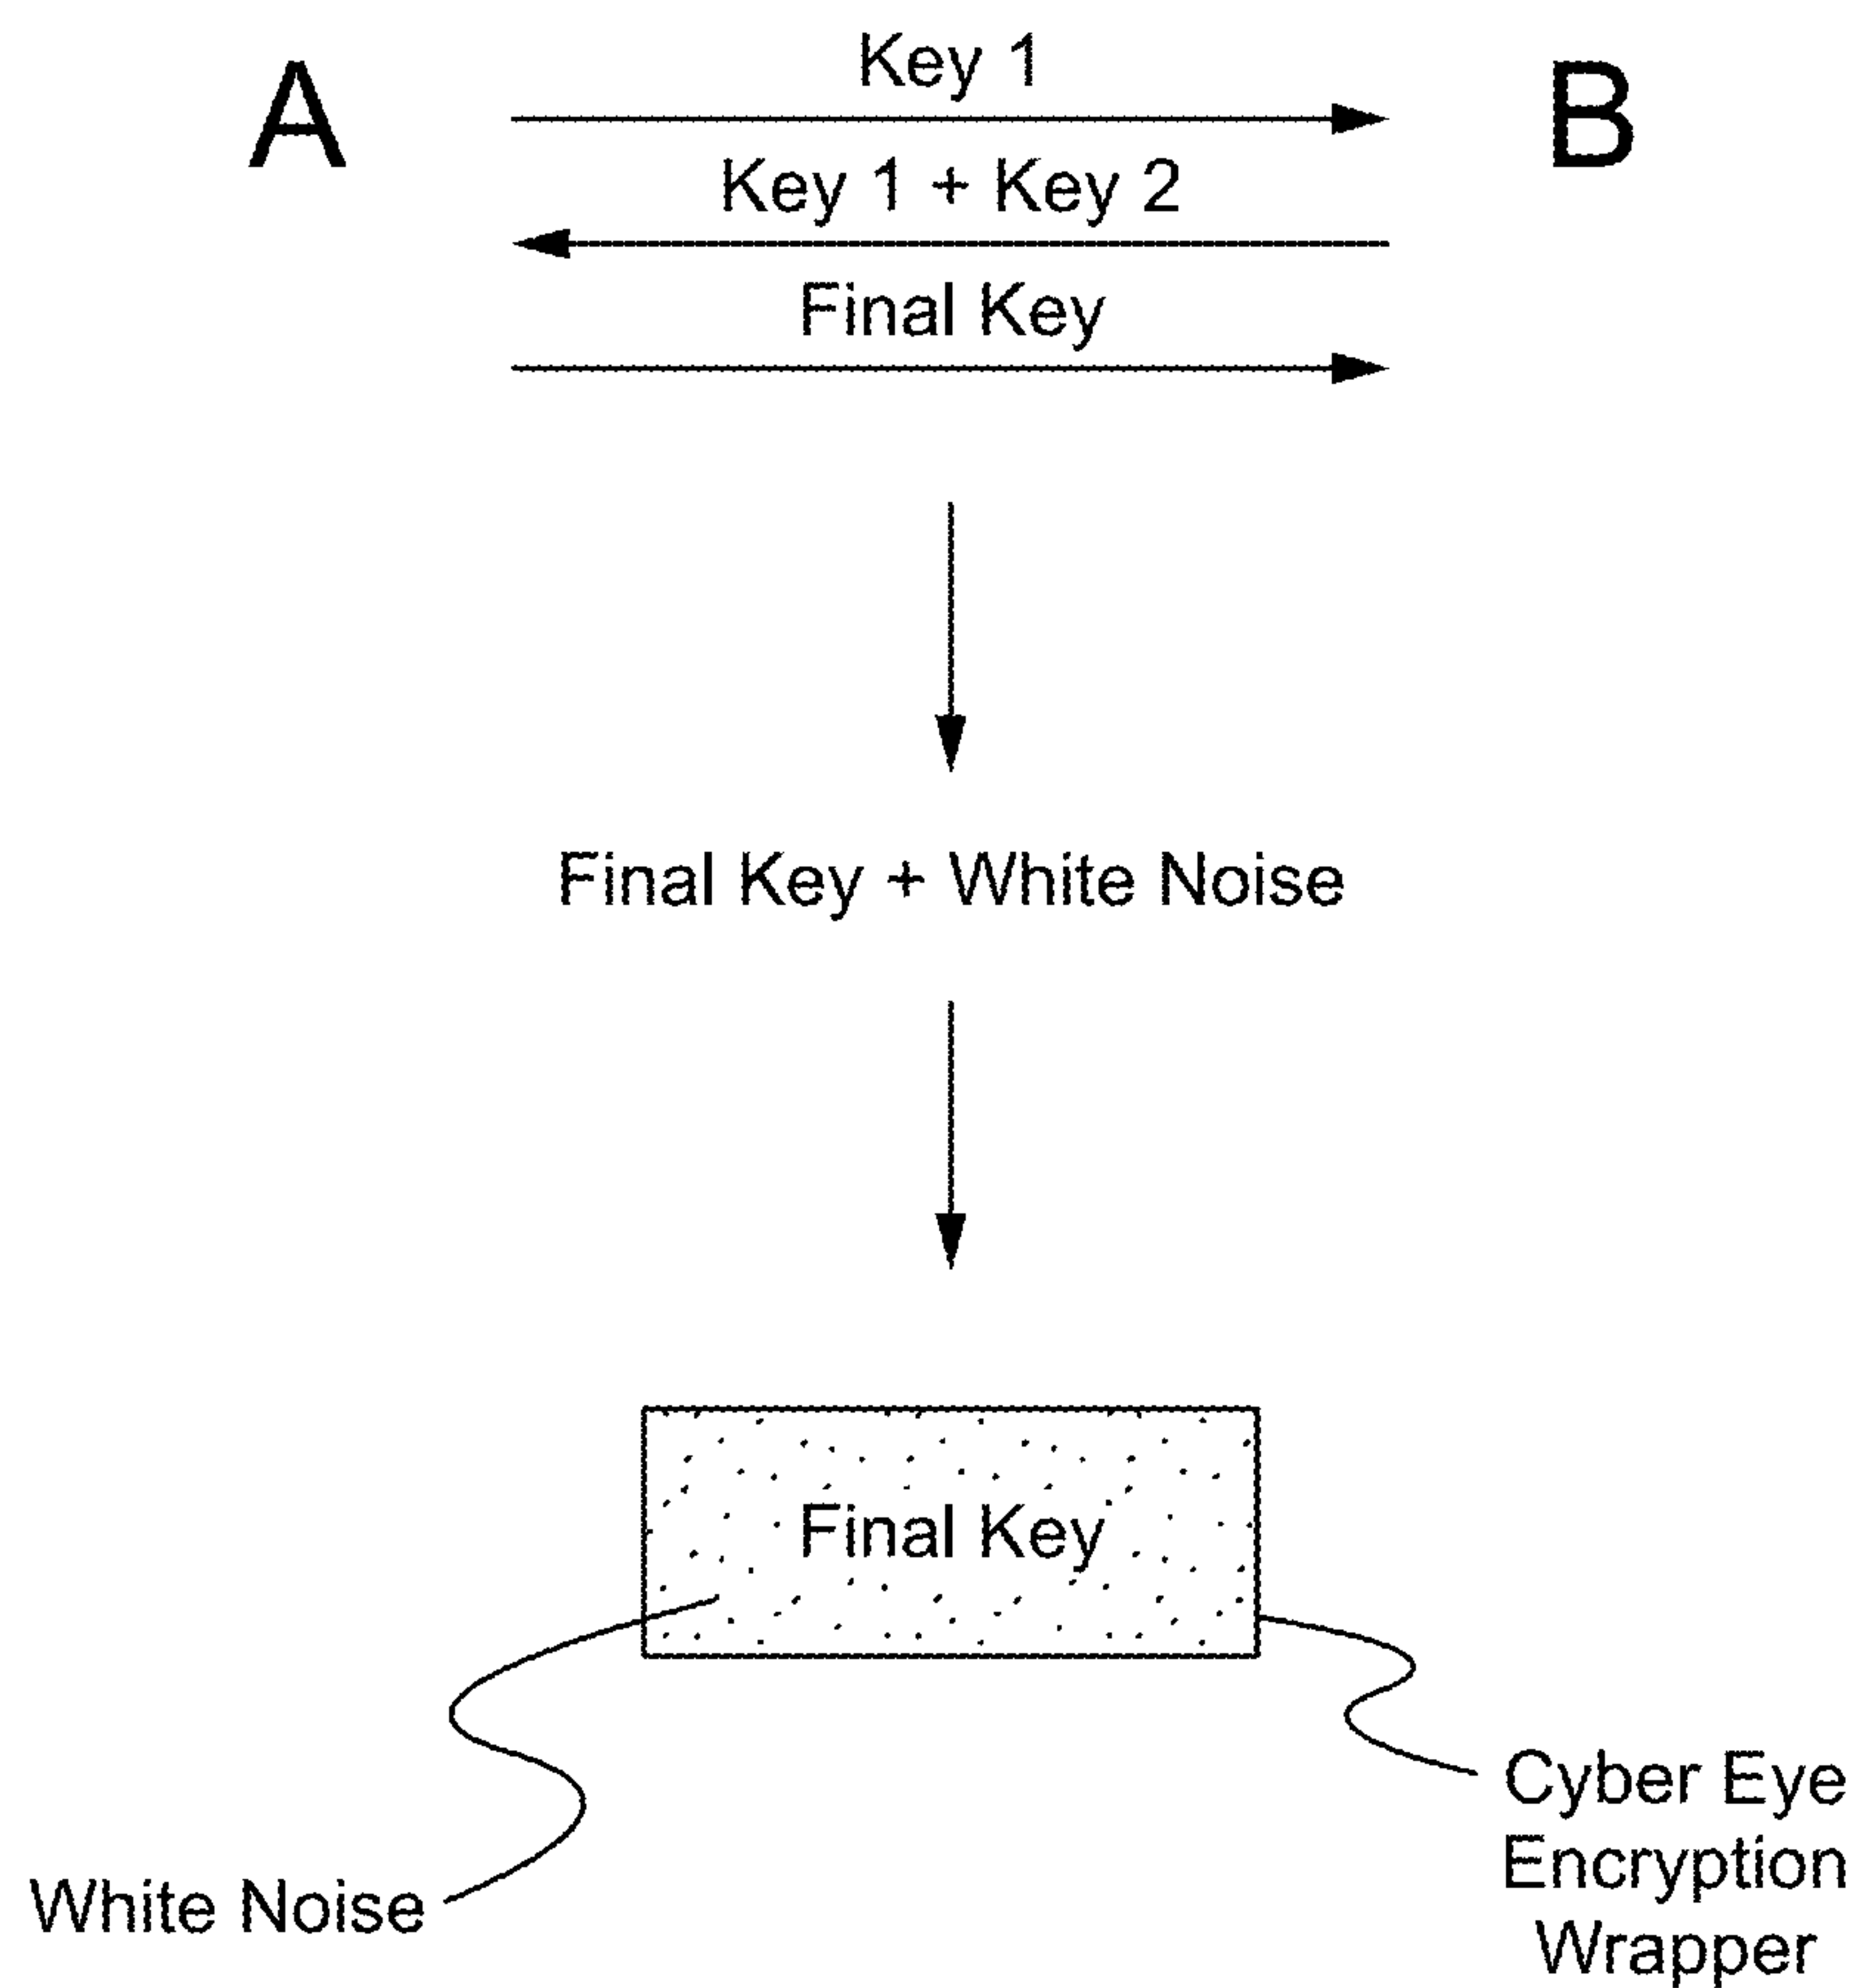 A
Key 1
B
Key 1 + Key 2
Final Key
Final Key + White Noise
Final Key
Cyber Eye
Encryption
Wrapper
White Noise